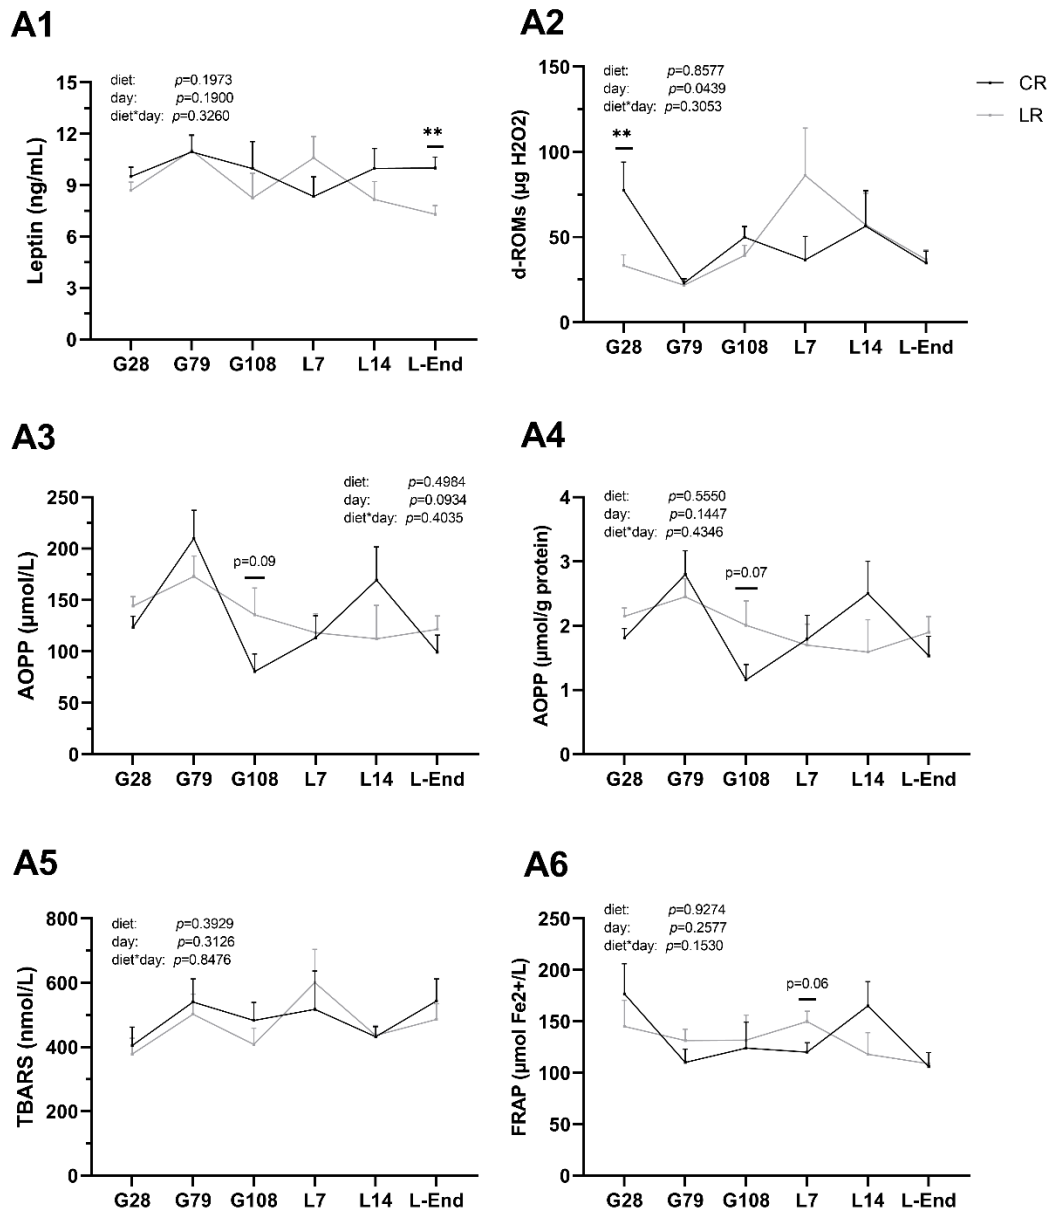 A1
diet: p=0.1973
day: p=0.1900
diet*day: p=0.3260
**
Leptin (ng/mL)
15
12
9
6
3
0
G28 G79 G108 L7 L14 L-End
A2
diet: p=0.8577
day: p=0.0439
diet*day: p=0.3053
**
d-ROMs (µg H2O2)
150
100
50
0
G28 G79 G108 L7 L14 L-End
CR
LR
A3
diet: p=0.4984
day: p=0.0934
diet*day: p=0.4035
p=0.09
AOPP (µmol/L)
250
200
150
100
50
0
G28 G79 G108 L7 L14 L-End
A4
diet: p=0.5550
day: p=0.1447
diet*day: p=0.4346
p=0.07
AOPP (µmol/g protein)
4
3
2
1
0
G28 G79 G108 L7 L14 L-End
A5
diet: p=0.3929
day: p=0.3126
diet*day: p=0.8476
TBARS (nmol/L)
800
600
400
200
0
G28 G79 G108 L7 L14 L-End
A6
diet: p=0.9274
day: p=0.2577
diet*day: p=0.1530
p=0.06
FRAP (µmol Fe2+/L)
250
200
150
100
50
0
G28 G79 G108 L7 L14 L-End